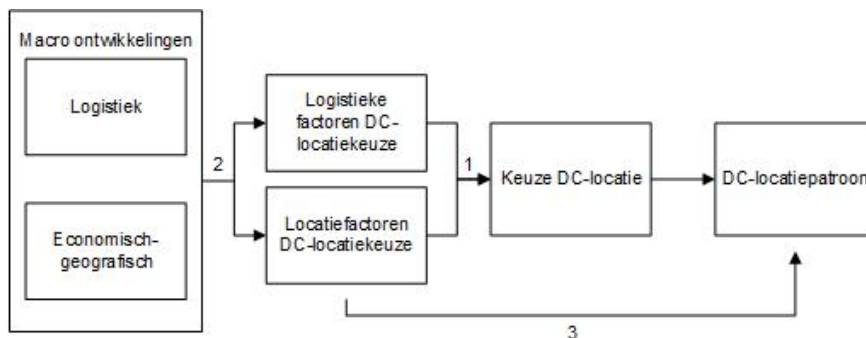 Macro ontwikkelingen
Logistiek
Economisch-
geografisch
2
Logistieke
factoren DC-
locatiekeuze
Locatiefactoren
DC-locatiekeuze
1
Keuze DC-locatie
DC-locatiepatroon
3